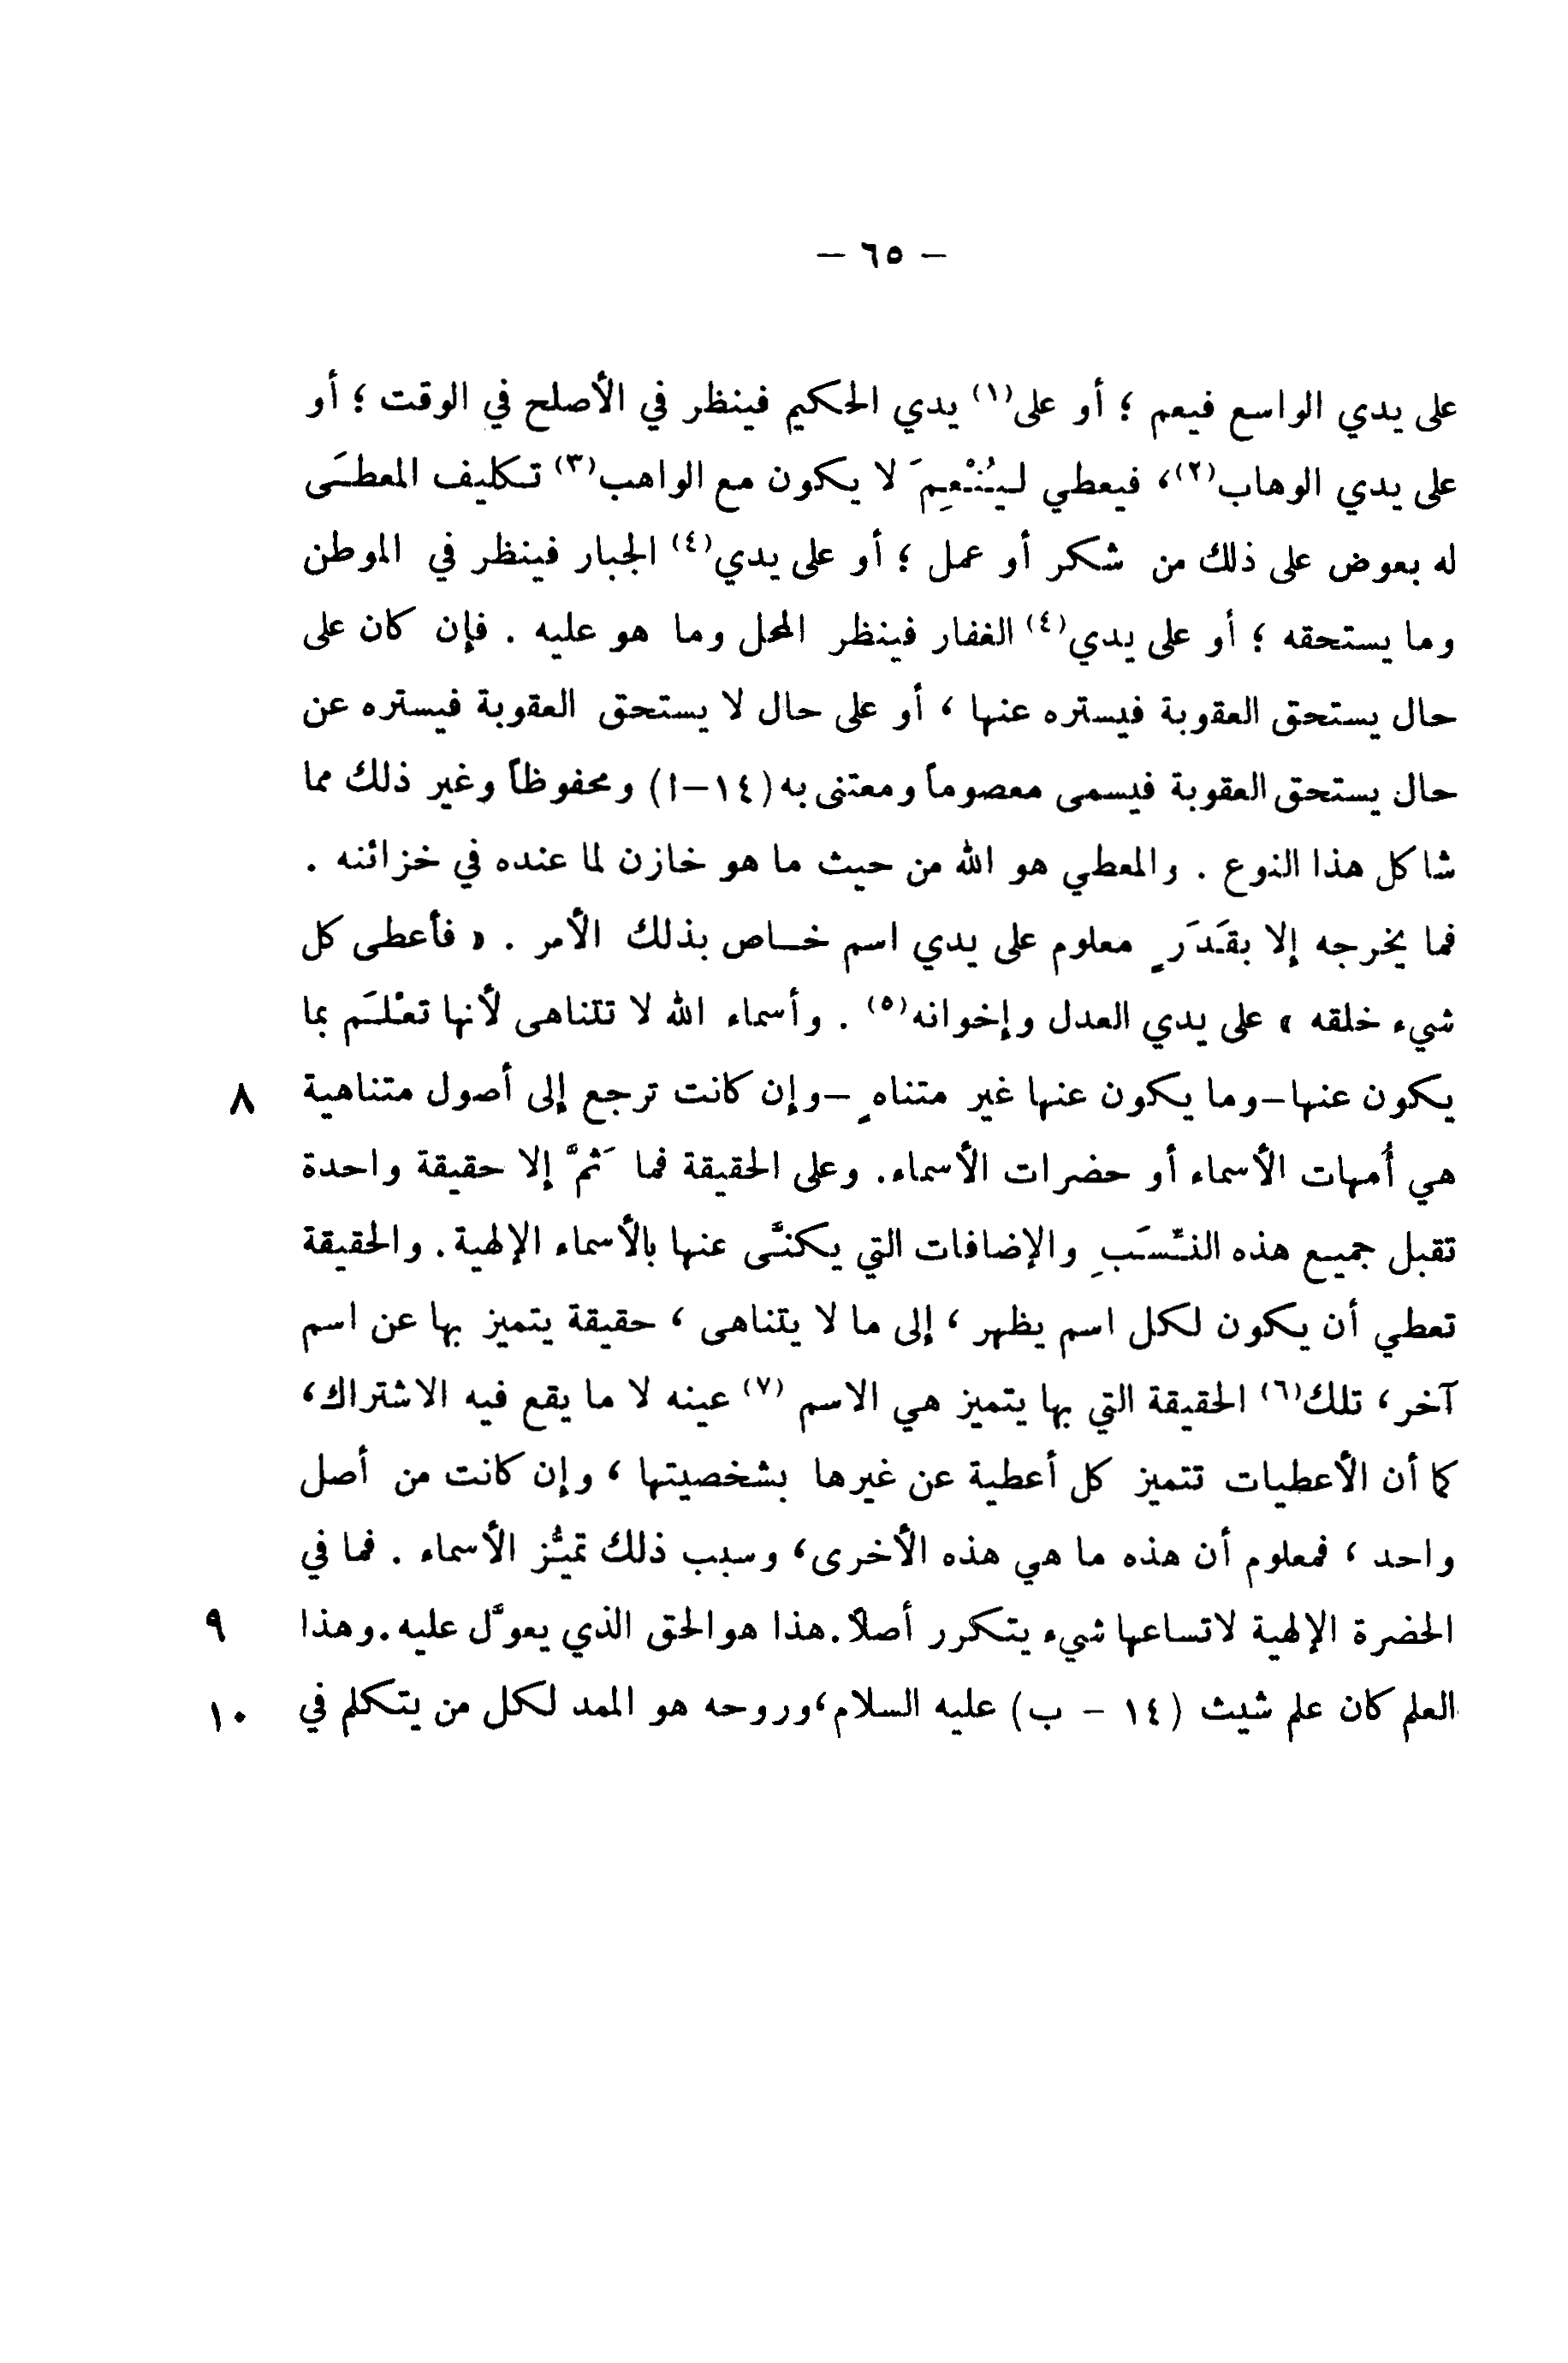 – ٦٥ –
على يدي الواسع فيعم ؛ أو على(١) يدي الحكيم فينظر في الأصلح في الوقت ؛ أو
على يدي الوهاب(٢)، فيعطي ليُنْعِمَ لا يكون مع الواهب(٣) تكليف المعطَى
له بعوض على ذلك من شكر أو عمل ؛ أو على يدي(٤) الجبار فينظر في الموطن
وما يستحقه ؛ أو على يدي(٤) الغفار فينظر المحل وما هو عليه . فإن كان على
حال يستحق العقوبة فيستره عنها ، أو على حال لا يستحق العقوبة فيستره عن
حال يستحق العقوبة فيسمى معصوماً ومعتنى به (١٤–ا) ومحفوظاً وغير ذلك مما
شاكل هذا النوع . والمعطي هو الله من حيث ما هو خازن لما عنده في خزائنه .
فما يخرجه إلا بقَدَرٍ معلوم على يدي اسم خاص بذلك الأمر . « فأعطى كل
شيء خلقه » على يدي العدل وإخوانه(٥) . وأسماء الله لا تتناهى لأنها تعْلَم بما
يكون عنها–وما يكون عنها غير متناهٍ–وإن كانت ترجع إلى أصول متناهية ٨
هي أُمهات الأسماء أو حضرات الأسماء. وعلى الحقيقة فما ثَمَّ إلا حقيقة واحدة
تقبل جميع هذه النِّسَبِ والإضافات التي يكنَّى عنها بالأسماء الإلهية. والحقيقة
تعطي أن يكون لكل اسم يظهر ، إلى ما لا يتناهى ، حقيقة يتميز بها عن اسم
آخر ، تلك(٦) الحقيقة التي بها يتميز هي الاسم (٧) عينه لا ما يقع فيه الاشتراك،
كما أن الأعطيات تتميز كل أعطية عن غيرها بشخصيتها ، وإن كانت من أصل
واحد ، فمعلوم أن هذه ما هي هذه الأخرى، وسبب ذلك تميُّز الأسماء . فما في
الحضرة الإلهية لاتساعها شيء يتكرر أصلاً. هذا هو الحق الذي يعوَّل عليه. وهذا ٩
العلم كان علم شيث (١٤ – ب) عليه السلام، وروحه هو الممد لكل من يتكلم في ١٠